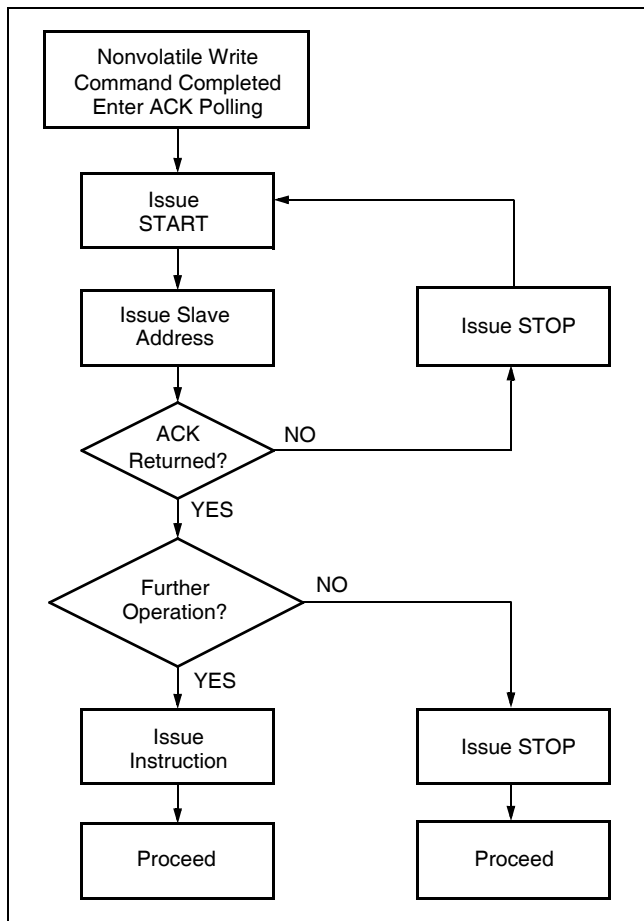 Nonvolatile Write
Command Completed
Enter ACK Polling
Issue
START
Issue Slave
Address
Issue STOP
ACK
Returned?
NO
YES
Further
Operation?
NO
YES
Issue
Instruction
Issue STOP
Proceed
Proceed